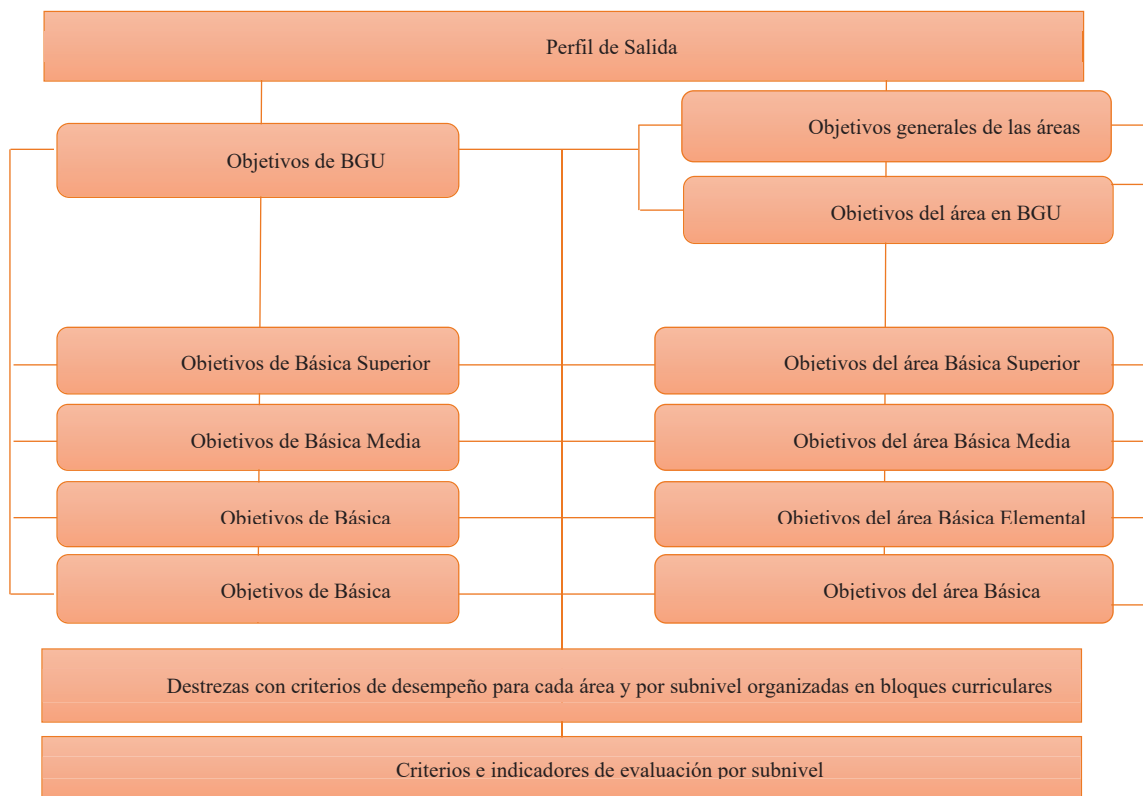 Perfil de Salida
Objetivos generales de las áreas
Objetivos de BGU
Objetivos del área en BGU
Objetivos de Básica Superior
Objetivos del área Básica Superior
Objetivos de Básica Media
Objetivos del área Básica Media
Objetivos de Básica
Objetivos del área Básica Elemental
Objetivos de Básica
Objetivos del área Básica
Destrezas con criterios de desempeño para cada área y por subnivel organizadas en bloques curriculares
Criterios e indicadores de evaluación por subnivel